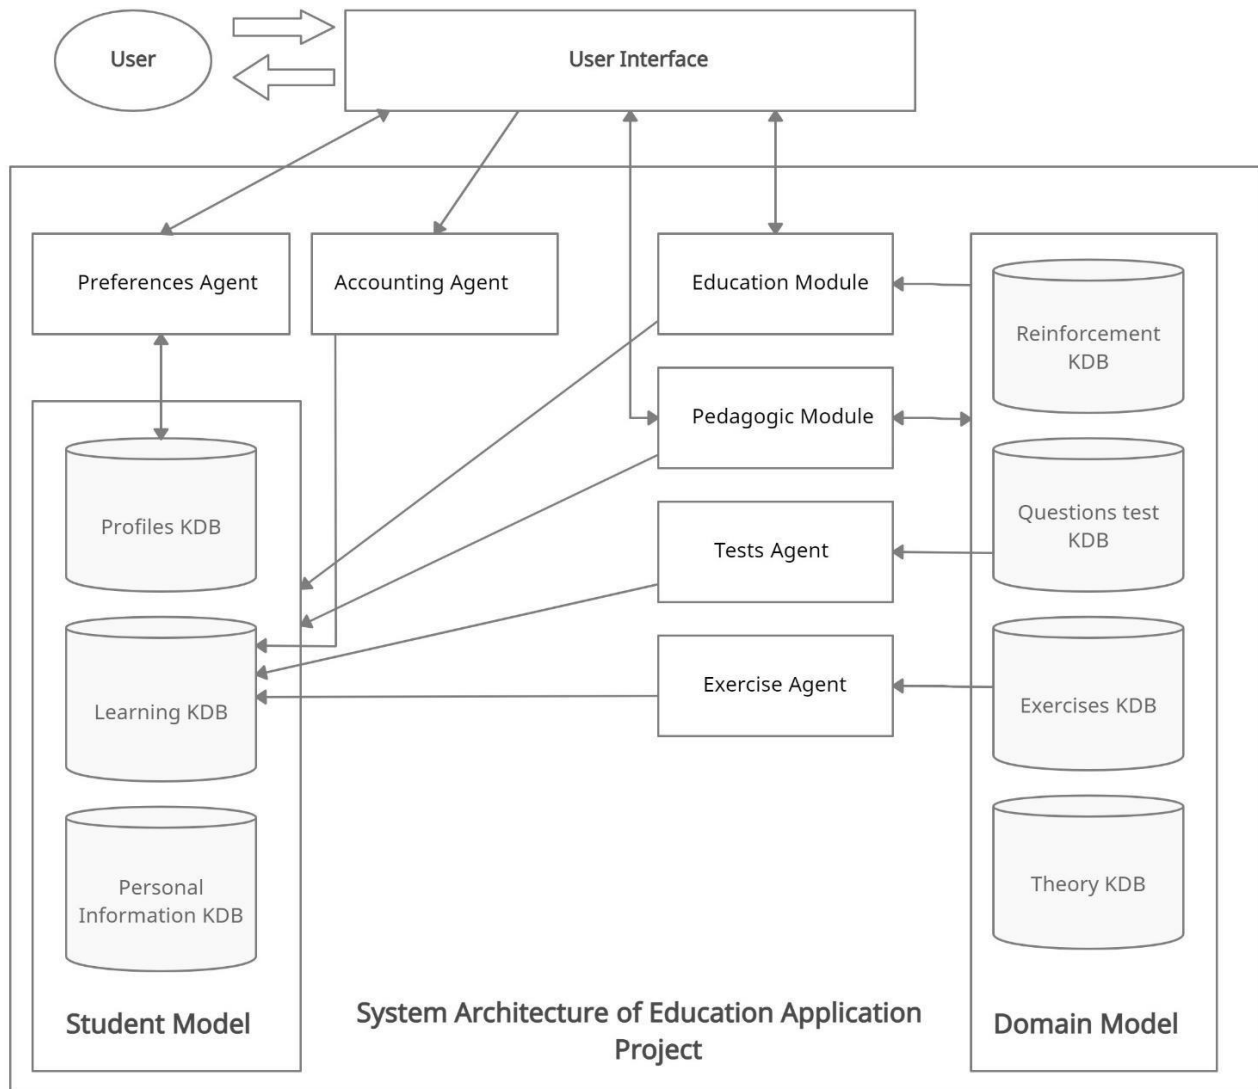 User
User Interface
Preferences Agent
Accounting Agent
Education Module
Reinforcement
KDB
Pedagogic Module
Profiles KDB
Questions test
KDB
Tests Agent
Learning KDB
Exercise Agent
Exercises KDB
Personal
Information KDB
Theory KDB
Student Model
System Architecture of Education Application
Project
Domain Model